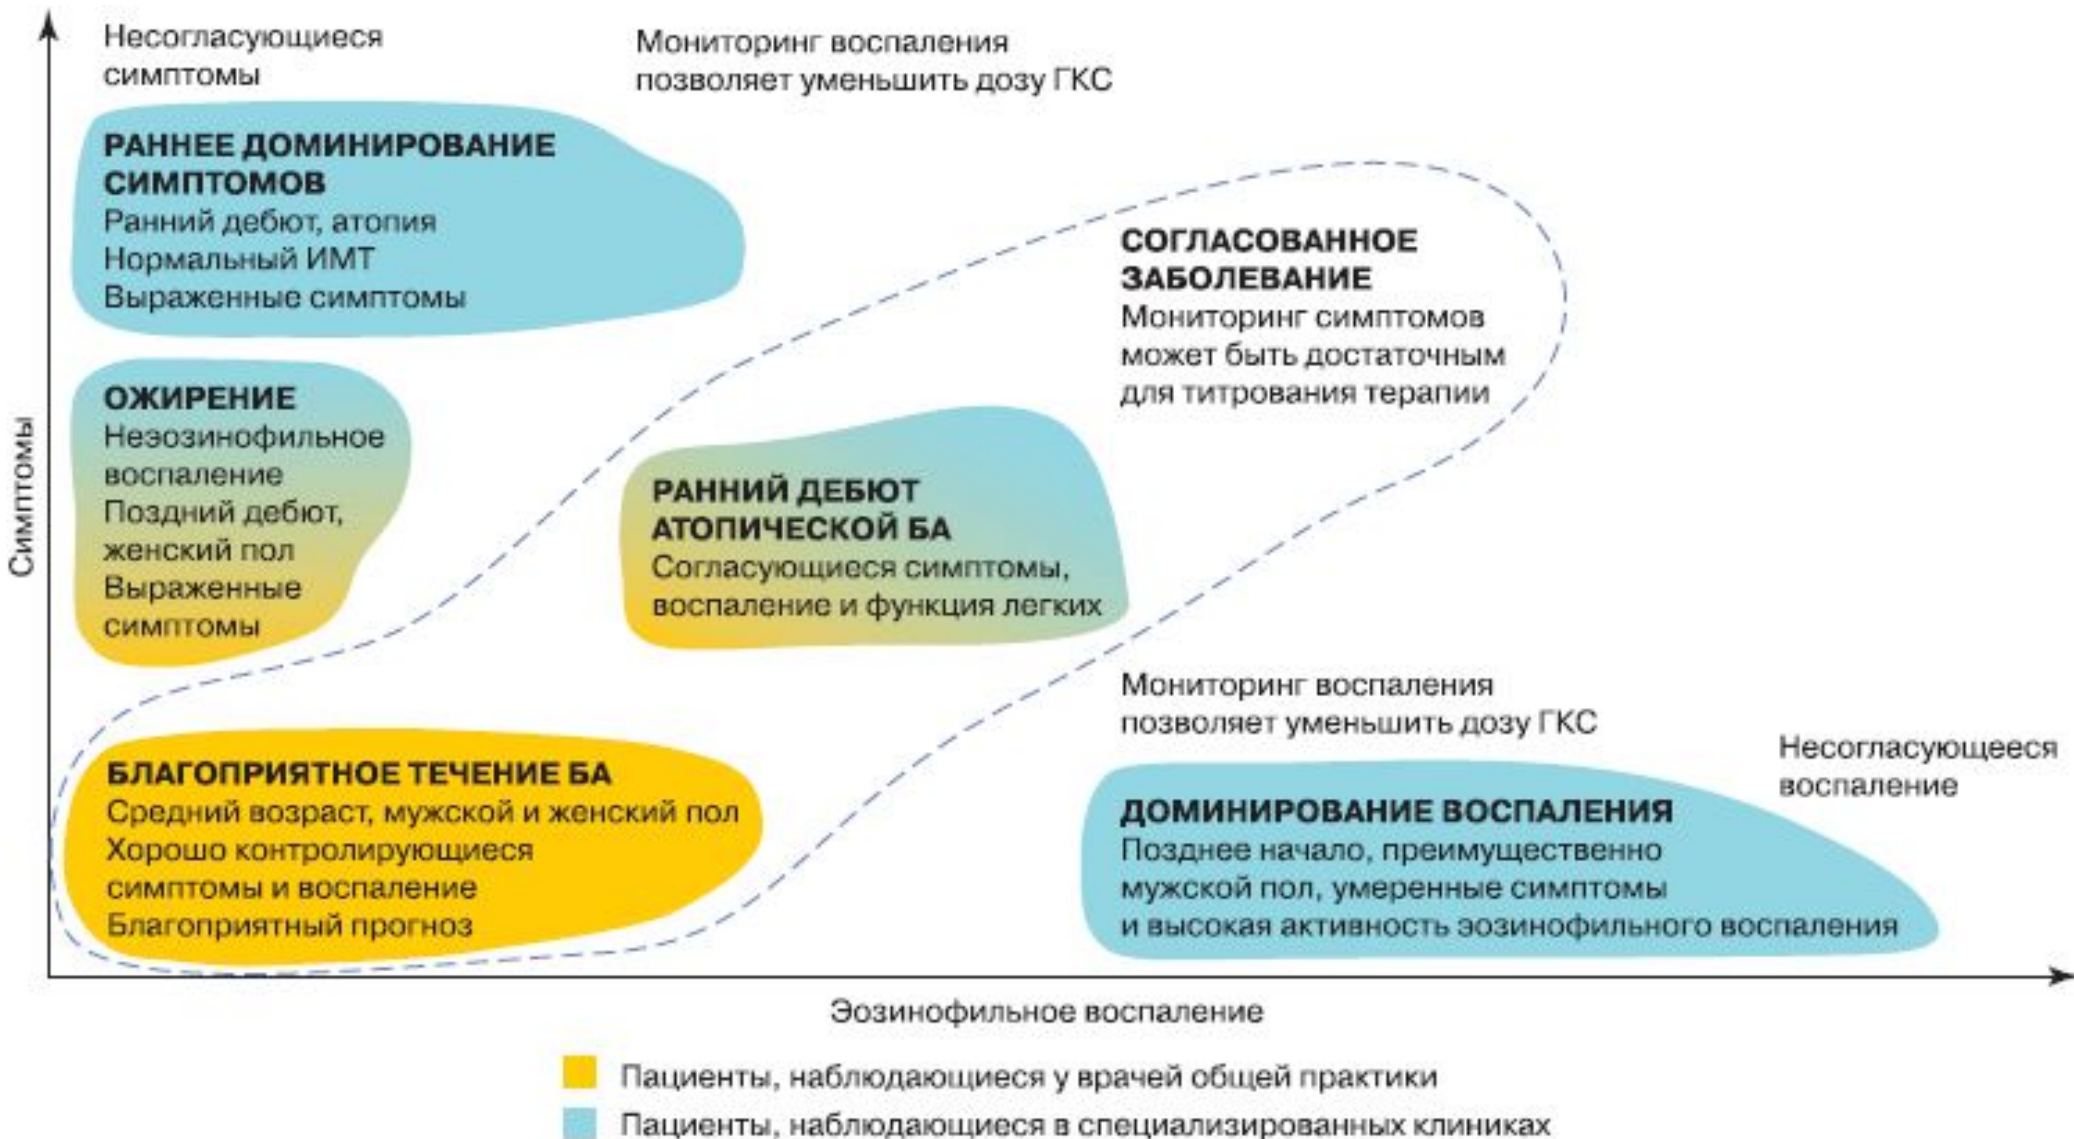 Несогласующиеся
симптомы
Мониторинг воспаления
позволяет уменьшить дозу ГКС
РАННЕЕ ДОМИНИРОВАНИЕ
СИМПТОМОВ
Ранний дебют, атопия
Нормальный ИМТ
Выраженные симптомы
СОГЛАСОВАННОЕ
ЗАБОЛЕВАНИЕ
Мониторинг симптомов
может быть достаточным
для титрования терапии
ОЖИРЕНИЕ
Неэозинофильное
воспаление
Поздний дебют,
женский пол
Выраженные
симптомы
РАННИЙ ДЕБЮТ
АТОПИЧЕСКОЙ БА
Согласующиеся симптомы,
воспаление и функция легких
Симптомы
Мониторинг воспаления
позволяет уменьшить дозу ГКС
Несогласующееся
воспаление
БЛАГОПРИЯТНОЕ ТЕЧЕНИЕ БА
Средний возраст, мужской и женский пол
Хорошо контролирующиеся
симптомы и воспаление
Благоприятный прогноз
ДОМИНИРОВАНИЕ ВОСПАЛЕНИЯ
Позднее начало, преимущественно
мужской пол, умеренные симптомы
и высокая активность эозинофильного воспаления
Эозинофильное воспаление
Пациенты, наблюдающиеся у врачей общей практики
Пациенты, наблюдающиеся в специализированных клиниках